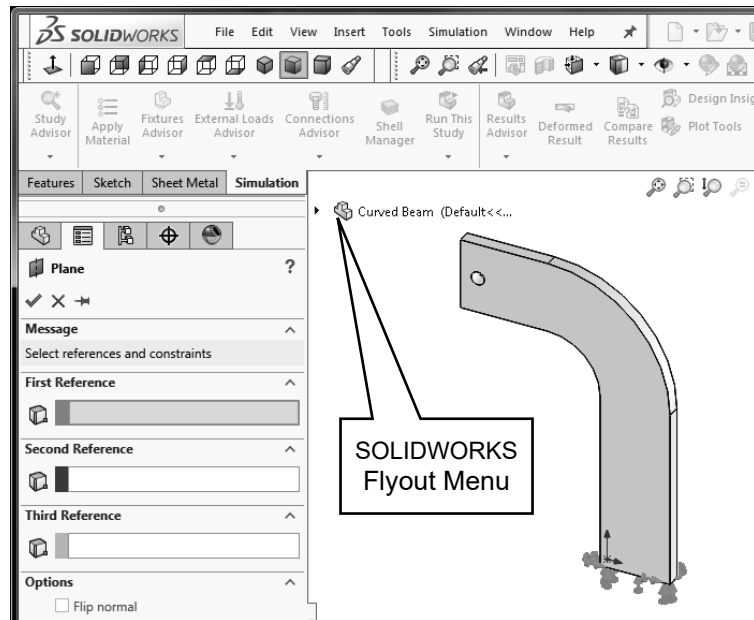 SOLIDWORKS File Edit View Insert Tools Simulation Window Help
Study Advisor
Apply Material
Fixtures Advisor
External Loads Advisor
Connections Advisor
Shell Manager
Run This Study
Results Advisor
Deformed Result
Compare Results
Design Insig
Plot Tools
Features Sketch Sheet Metal Simulation
Curved Beam (Default<<...
Plane ?
Message
Select references and constraints
First Reference
Second Reference
Third Reference
Options
Flip normal
SOLIDWORKS
Flyout Menu